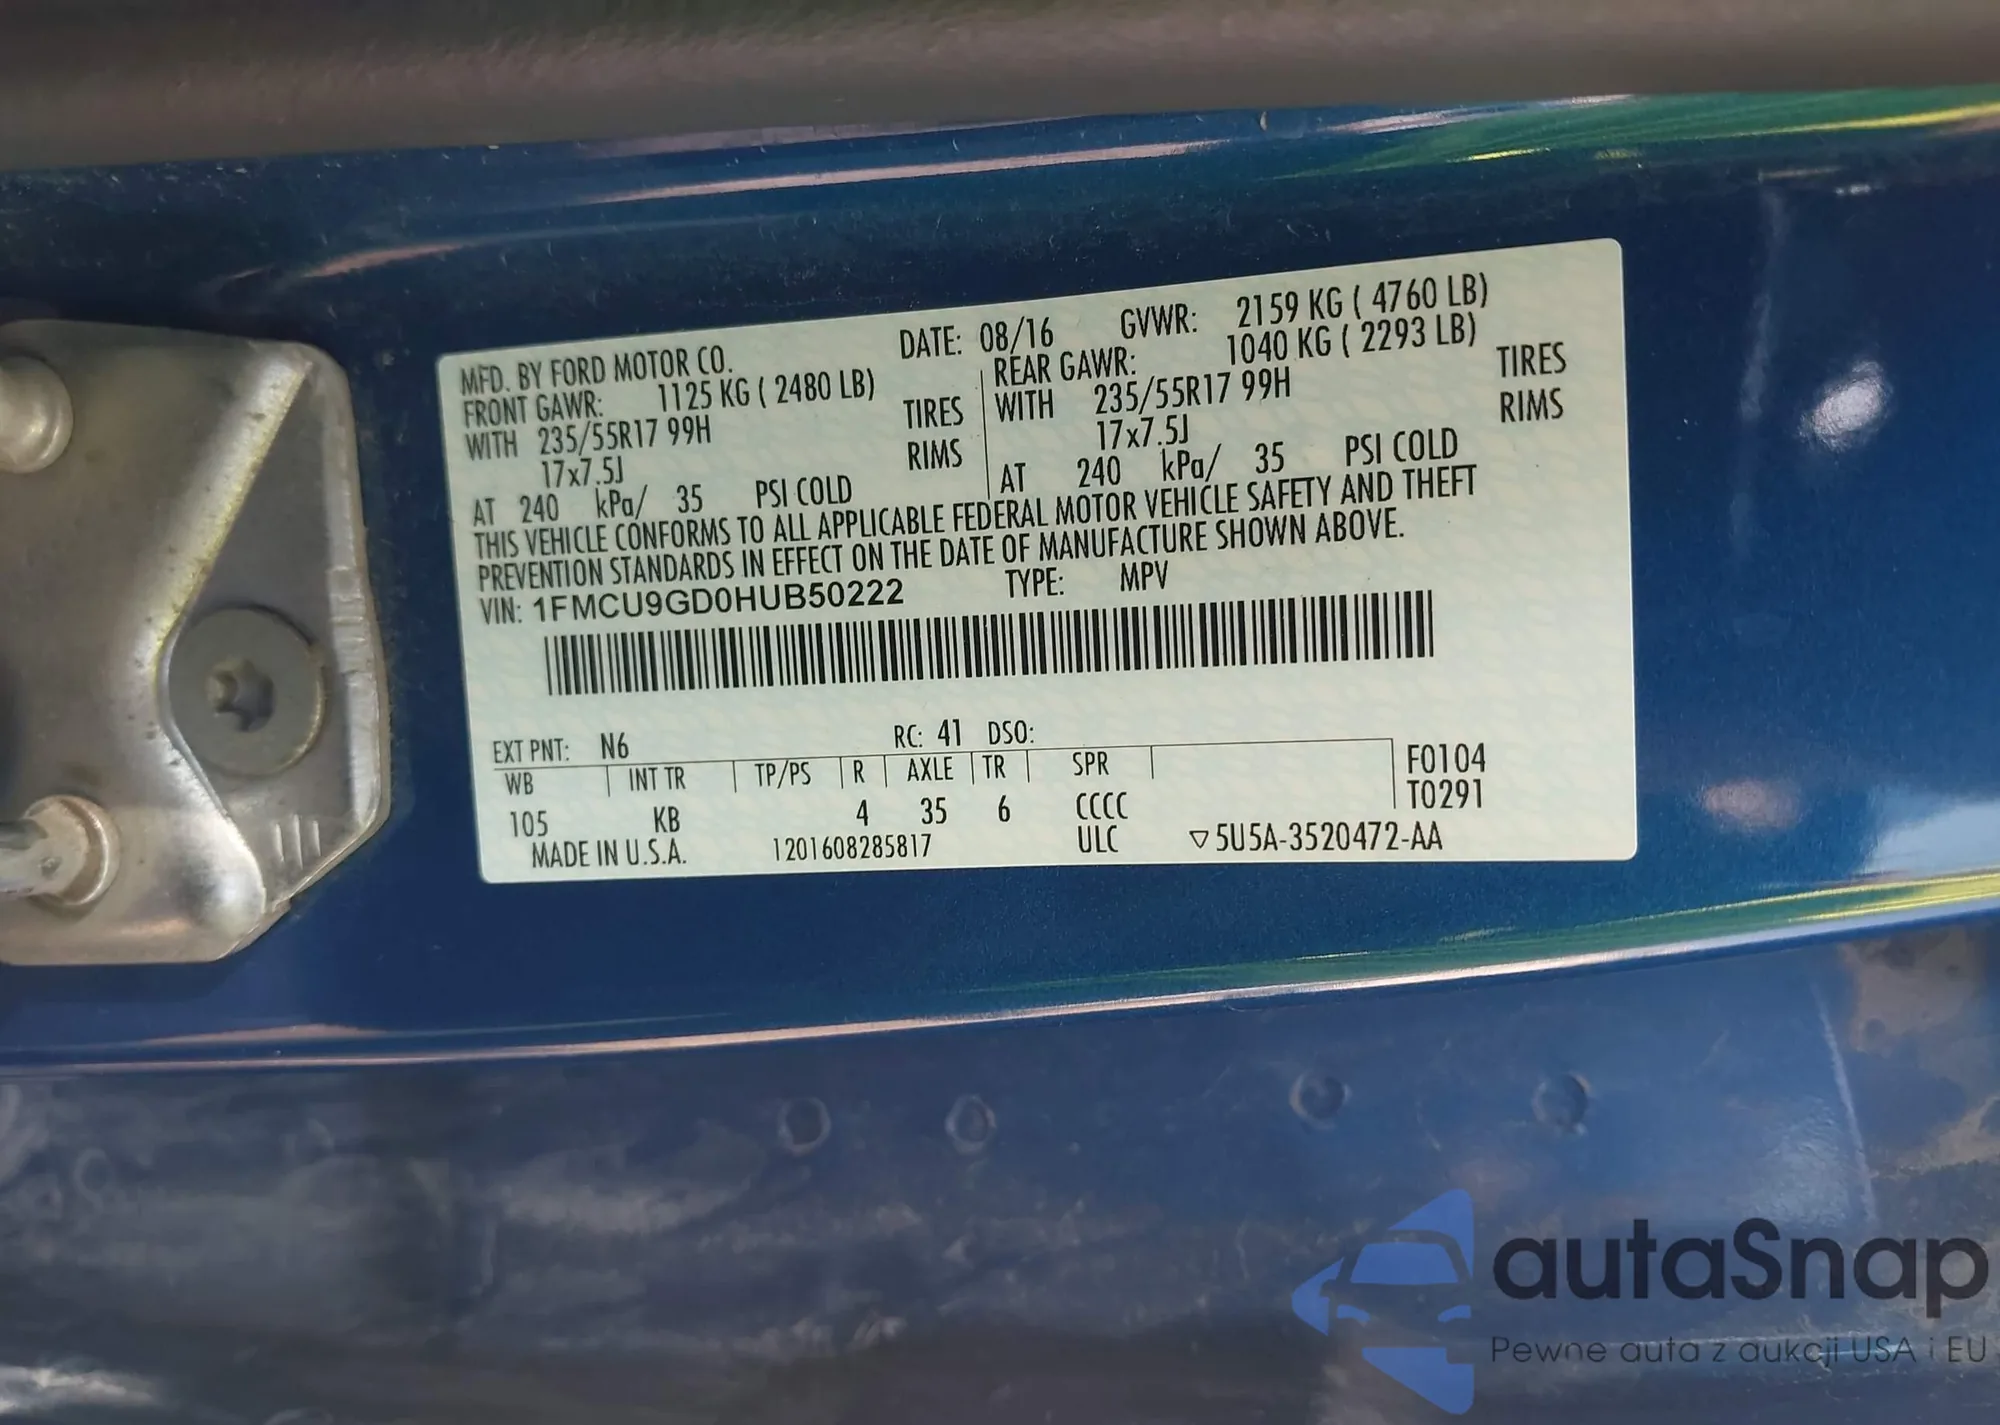 MFD. BY FORD MOTOR CO. DATE: 08/16 GVWR: 2159 KG ( 4760 LB)
FRONT GAWR: 1125 KG ( 2480 LB) REAR GAWR: 1040 KG ( 2293 LB)
WITH 235/55R17 99H TIRES WITH 235/55R17 99H TIRES
17x7.5J RIMS 17x7.5J RIMS
AT 240 kPa/ 35 PSI COLD AT 240 kPa/ 35 PSI COLD
THIS VEHICLE CONFORMS TO ALL APPLICABLE FEDERAL MOTOR VEHICLE SAFETY AND THEFT
PREVENTION STANDARDS IN EFFECT ON THE DATE OF MANUFACTURE SHOWN ABOVE.
VIN: 1FMCU9GD0HUB50222 TYPE: MPV
EXT PNT: N6 RC: 41 DSO:
WB INT TR TP/PS R AXLE TR SPR F0104
105 KB 4 35 6 CCCC T0291
MADE IN U.S.A. 1201608285817 ULC ▽5U5A-3520472-AA
autaSnap
Pewne auta z aukcji USA i EU